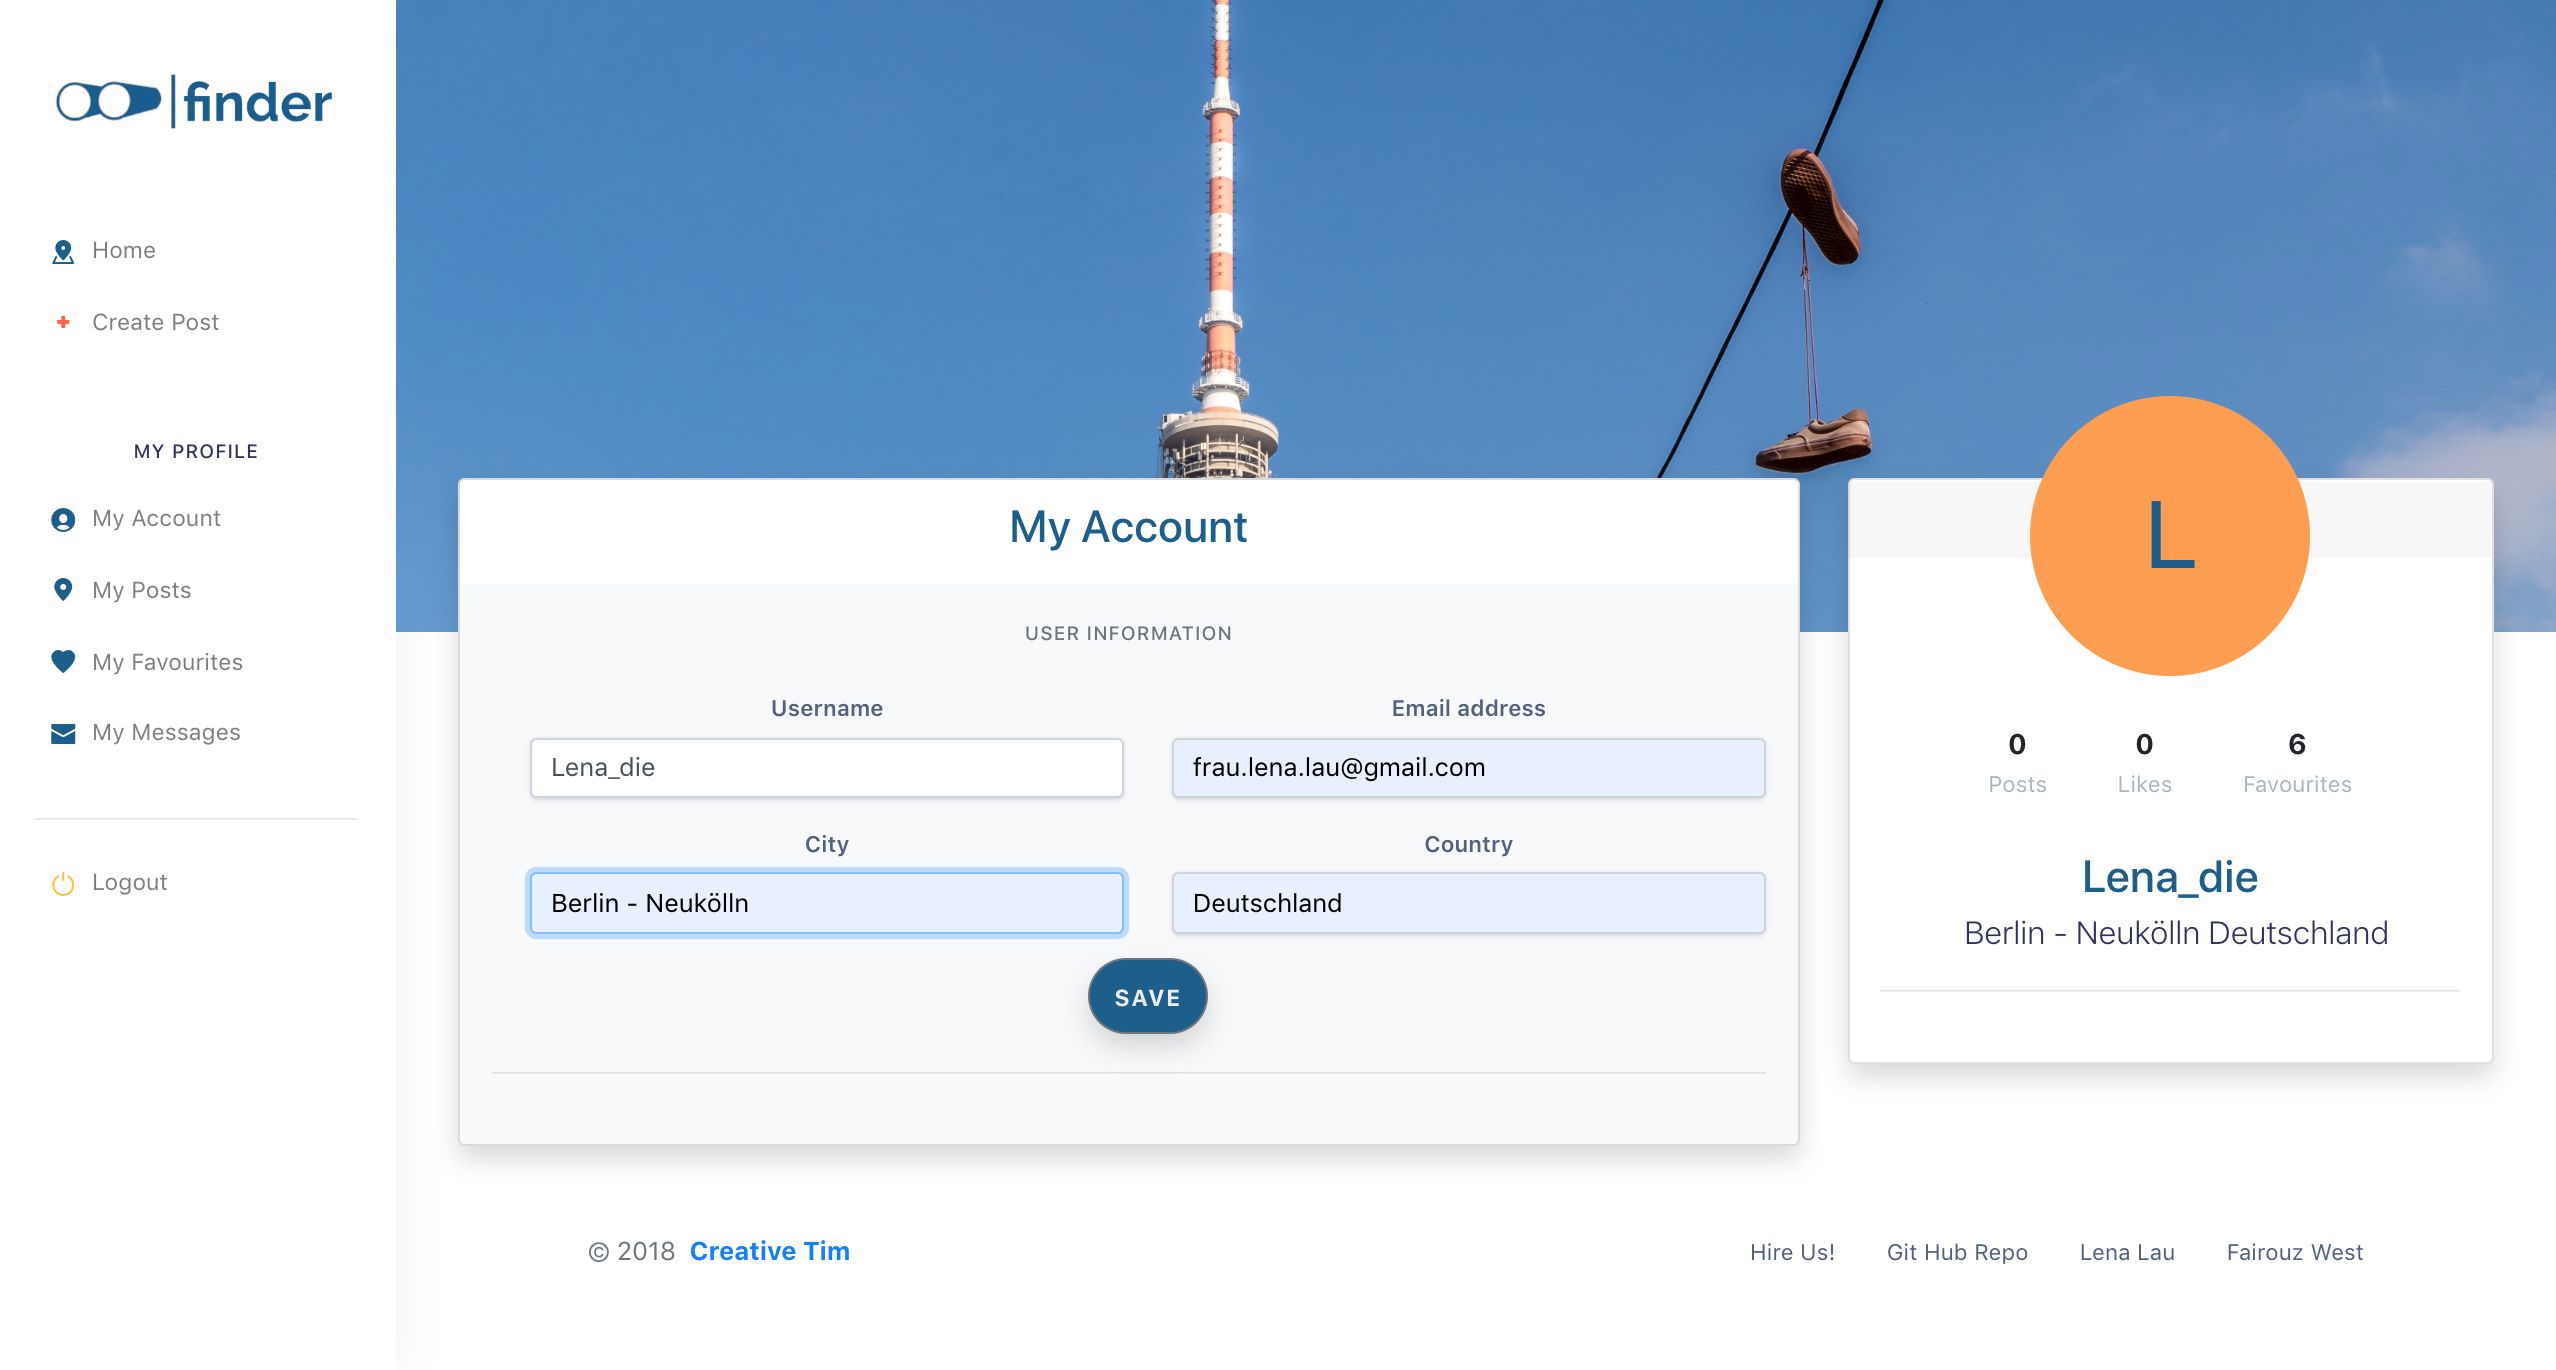 finder
Home
Create Post
MY PROFILE
My Account
My Posts
My Favourites
My Messages
Logout
My Account
USER INFORMATION
Username
Email address
Lena_die
frau.lena.lau@gmail.com
City
Country
Berlin - Neukölln
Deutschland
SAVE
L
0 0 6
Posts Likes Favourites
Lena_die
Berlin - Neukölln Deutschland
© 2018 Creative Tim
Hire Us! Git Hub Repo Lena Lau Fairouz West